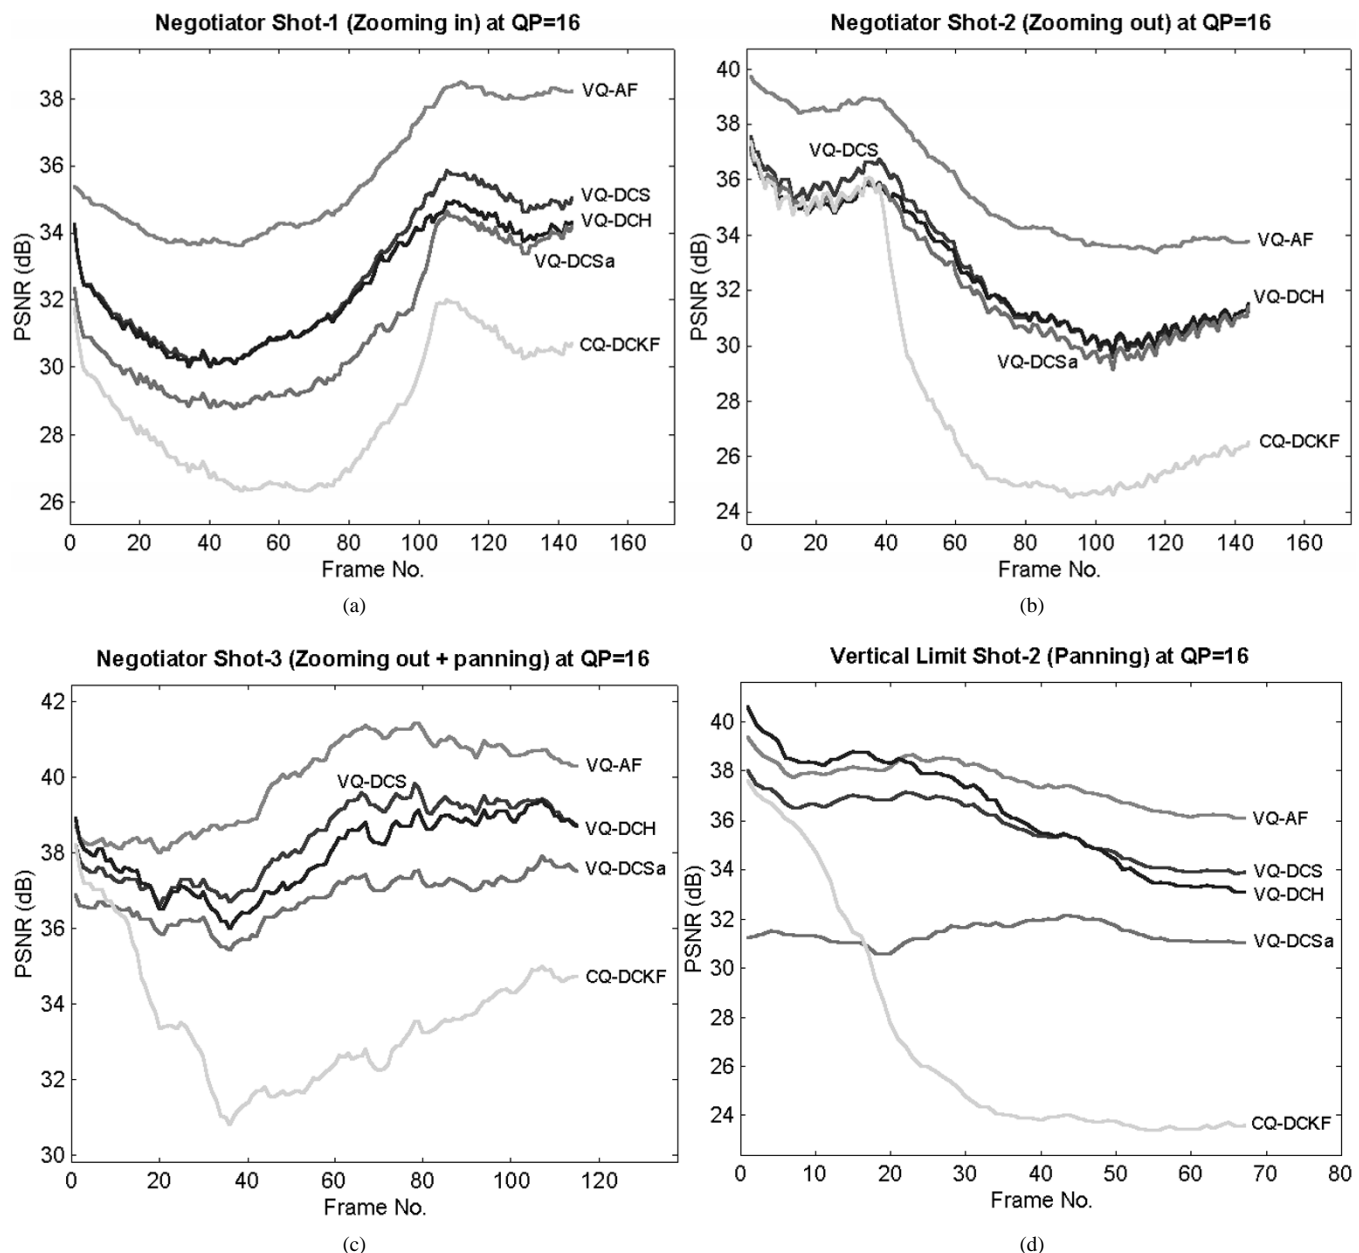 Negotiator Shot-1 (Zooming in) at QP=16
PSNR (dB)
38
36
34
32
30
28
26
VQ-AF
VQ-DCS
VQ-DCH
VQ-DCSa
CQ-DCKF
0 20 40 60 80 100 120 140 160
Frame No.
(a)
Negotiator Shot-2 (Zooming out) at QP=16
PSNR (dB)
40
38
36
34
32
30
28
26
24
VQ-DCS
VQ-AF
VQ-DCH
VQ-DCSa
CQ-DCKF
0 20 40 60 80 100 120 140 160
Frame No.
(b)
Negotiator Shot-3 (Zooming out + panning) at QP=16
PSNR (dB)
42
40
38
36
34
32
30
VQ-AF
VQ-DCS
VQ-DCH
VQ-DCSa
CQ-DCKF
0 20 40 60 80 100 120
Frame No.
(c)
Vertical Limit Shot-2 (Panning) at QP=16
PSNR (dB)
40
38
36
34
32
30
28
26
24
VQ-AF
VQ-DCS
VQ-DCH
VQ-DCSa
CQ-DCKF
0 10 20 30 40 50 60 70 80
Frame No.
(d)